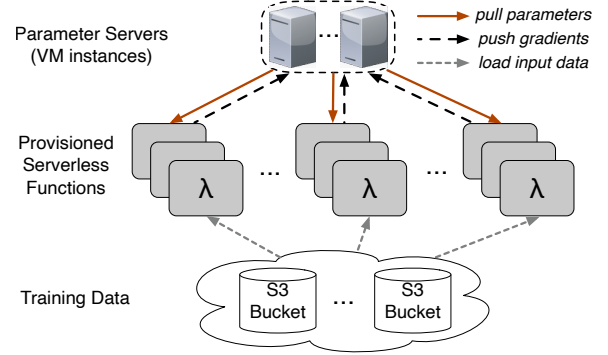 Parameter Servers
(VM instances)
...
pull parameters
push gradients
load input data
Provisioned
Serverless
Functions
λ
...
λ
...
λ
Training Data
S3
Bucket
...
S3
Bucket